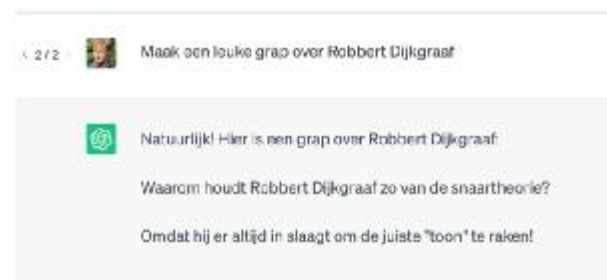 < 2/2
Maak een leuke grap over Robbert Dijkgraaf
Natuurlijk! Hier is een grap over Robbert Dijkgraaf:
Waarom houdt Robbert Dijkgraaf zo van de snaartheorie?
Omdat hij er altijd in slaagt om de juiste "toon" te raken!